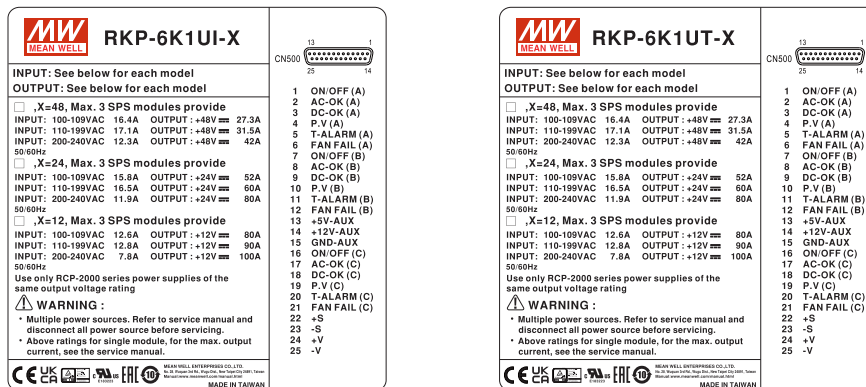 MW
MEAN WELL
RKP-6K1UI-X
INPUT: See below for each model
OUTPUT: See below for each model
,X=48, Max. 3 SPS modules provide
INPUT: 100-109VAC 16.4A OUTPUT : +48V 27.3A
INPUT: 110-199VAC 17.1A OUTPUT : +48V 31.5A
INPUT: 200-240VAC 12.3A OUTPUT : +48V 42A
50/60Hz
,X=24, Max. 3 SPS modules provide
INPUT: 100-109VAC 15.8A OUTPUT : +24V 52A
INPUT: 110-199VAC 16.5A OUTPUT : +24V 60A
INPUT: 200-240VAC 11.9A OUTPUT : +24V 80A
50/60Hz
,X=12, Max. 3 SPS modules provide
INPUT: 100-109VAC 12.6A OUTPUT : +12V 80A
INPUT: 110-199VAC 12.8A OUTPUT : +12V 90A
INPUT: 200-240VAC 7.8A OUTPUT : +12V 100A
50/60Hz
Use only RCP-2000 series power supplies of the
same output voltage rating
WARNING :
• Multiple power sources. Refer to service manual and
disconnect all power source before servicing.
• Above ratings for single module, for the max. output
current, see the service manual.
CE UK CA c RU us EAC 10
MEAN WELL ENTERPRISES CO.,LTD.
MADE IN TAIWAN
13 1
CN500
25 14
1 ON/OFF (A)
2 AC-OK (A)
3 DC-OK (A)
4 P.V (A)
5 T-ALARM (A)
6 FAN FAIL (A)
7 ON/OFF (B)
8 AC-OK (B)
9 DC-OK (B)
10 P.V (B)
11 T-ALARM (B)
12 FAN FAIL (B)
13 +5V-AUX
14 +12V-AUX
15 GND-AUX
16 ON/OFF (C)
17 AC-OK (C)
18 DC-OK (C)
19 P.V (C)
20 T-ALARM (C)
21 FAN FAIL (C)
22 +S
23 -S
24 +V
25 -V
MW
MEAN WELL
RKP-6K1UT-X
INPUT: See below for each model
OUTPUT: See below for each model
,X=48, Max. 3 SPS modules provide
INPUT: 100-109VAC 16.4A OUTPUT : +48V 27.3A
INPUT: 110-199VAC 17.1A OUTPUT : +48V 31.5A
INPUT: 200-240VAC 12.3A OUTPUT : +48V 42A
50/60Hz
,X=24, Max. 3 SPS modules provide
INPUT: 100-109VAC 15.8A OUTPUT : +24V 52A
INPUT: 110-199VAC 16.5A OUTPUT : +24V 60A
INPUT: 200-240VAC 11.9A OUTPUT : +24V 80A
50/60Hz
,X=12, Max. 3 SPS modules provide
INPUT: 100-109VAC 12.6A OUTPUT : +12V 80A
INPUT: 110-199VAC 12.8A OUTPUT : +12V 90A
INPUT: 200-240VAC 7.8A OUTPUT : +12V 100A
50/60Hz
Use only RCP-2000 series power supplies of the
same output voltage rating
WARNING :
• Multiple power sources. Refer to service manual and
disconnect all power source before servicing.
• Above ratings for single module, for the max. output
current, see the service manual.
CE UK CA c RU us EAC 10
MEAN WELL ENTERPRISES CO.,LTD.
MADE IN TAIWAN
13 1
CN500
25 14
1 ON/OFF (A)
2 AC-OK (A)
3 DC-OK (A)
4 P.V (A)
5 T-ALARM (A)
6 FAN FAIL (A)
7 ON/OFF (B)
8 AC-OK (B)
9 DC-OK (B)
10 P.V (B)
11 T-ALARM (B)
12 FAN FAIL (B)
13 +5V-AUX
14 +12V-AUX
15 GND-AUX
16 ON/OFF (C)
17 AC-OK (C)
18 DC-OK (C)
19 P.V (C)
20 T-ALARM (C)
21 FAN FAIL (C)
22 +S
23 -S
24 +V
25 -V